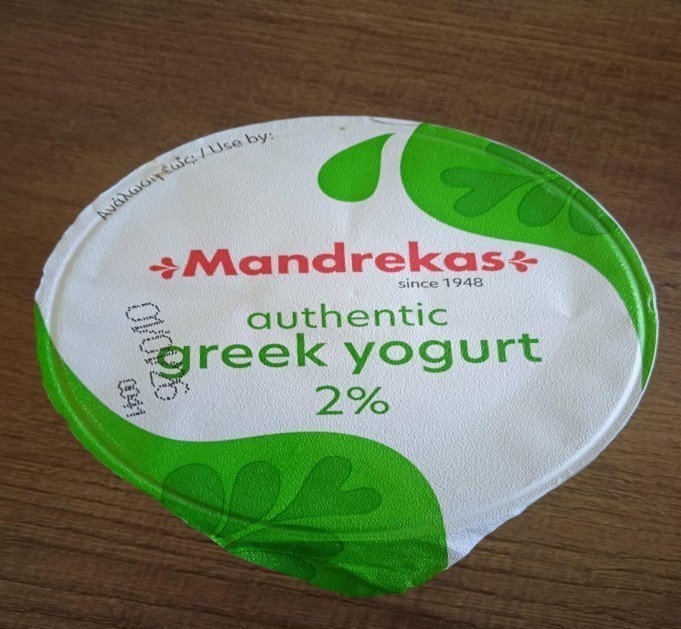 Ανάλωση έως: / Use by:
Mandrekas
since 1948
authentic
greek yogurt
2%